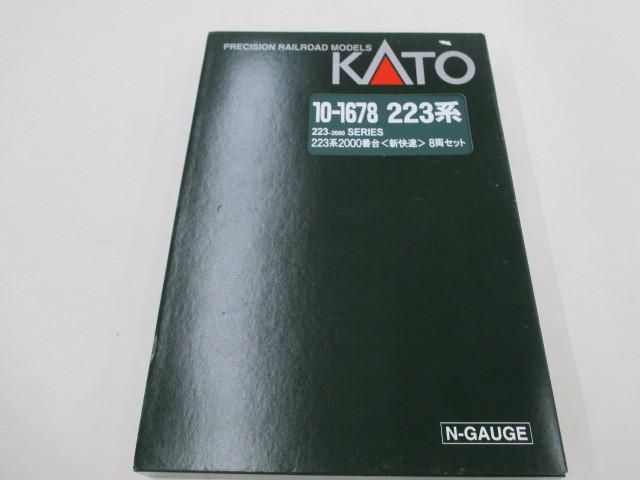 PRECISION RAILROAD MODELS
KATO
10-1678 223系
223-2000 SERIES
223系2000番台<新快速> 8両セット
N-GAUGE